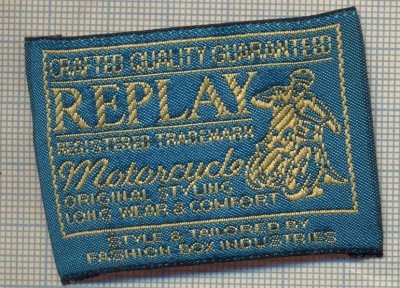 CRAFTED QUALITY GUARANTEED
REPLAY
REGISTERED TRADEMARK
Motorcycle
ORIGINAL STYLING
LONG WEAR & COMFORT
STYLE & TAILORED BY
FASHION BOX INDUSTRIES